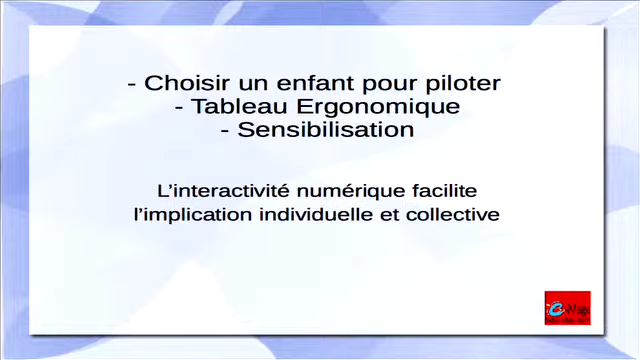 - Choisir un enfant pour piloter
- Tableau Ergonomique
- Sensibilisation
L'interactivité numérique facilite
l'implication individuelle et collective